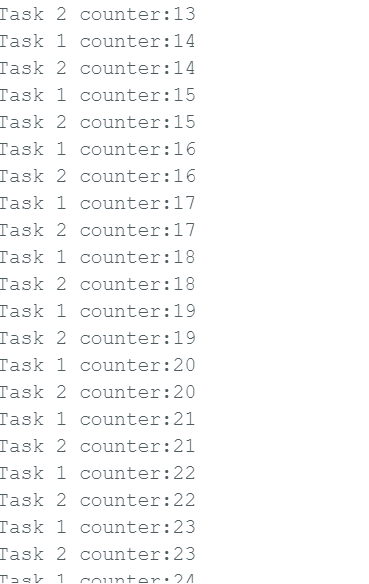 Task 2 counter:13
Task 1 counter:14
Task 2 counter:14
Task 1 counter:15
Task 2 counter:15
Task 1 counter:16
Task 2 counter:16
Task 1 counter:17
Task 2 counter:17
Task 1 counter:18
Task 2 counter:18
Task 1 counter:19
Task 2 counter:19
Task 1 counter:20
Task 2 counter:20
Task 1 counter:21
Task 2 counter:21
Task 1 counter:22
Task 2 counter:22
Task 1 counter:23
Task 2 counter:23
Task 1 counter:24